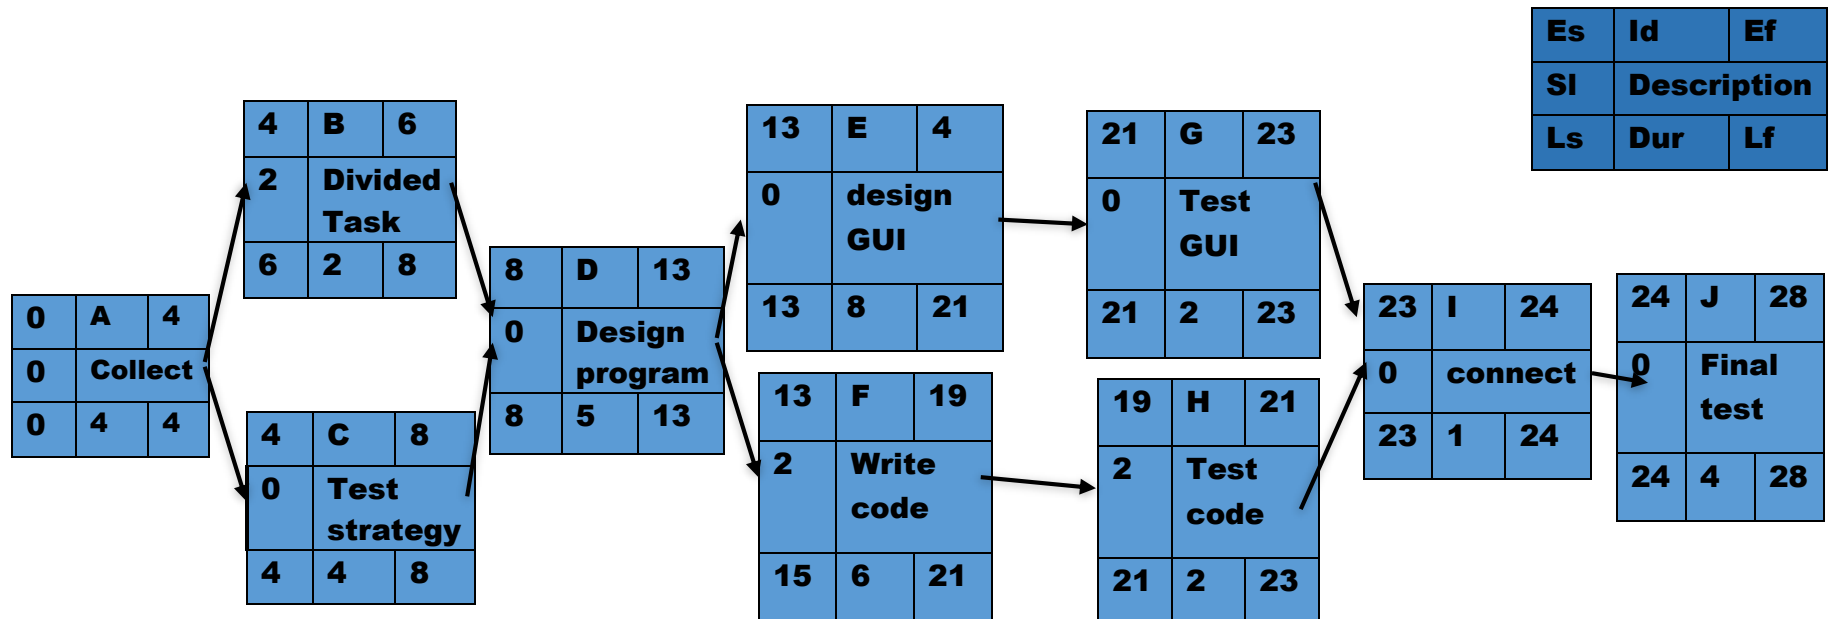 Es Id Ef
Sl Description
Ls Dur Lf
4 B 6
2 Divided
Task
6 2 8
13 E 4
0 design
GUI
13 8 21
21 G 23
0 Test
GUI
21 2 23
8 D 13
0 Design
program
8 5 13
0 A 4
0 Collect
0 4 4
23 I 24
0 connect
23 1 24
24 J 28
0 Final
test
24 4 28
4 C 8
0 Test
strategy
4 4 8
13 F 19
2 Write
code
15 6 21
19 H 21
2 Test
code
21 2 23